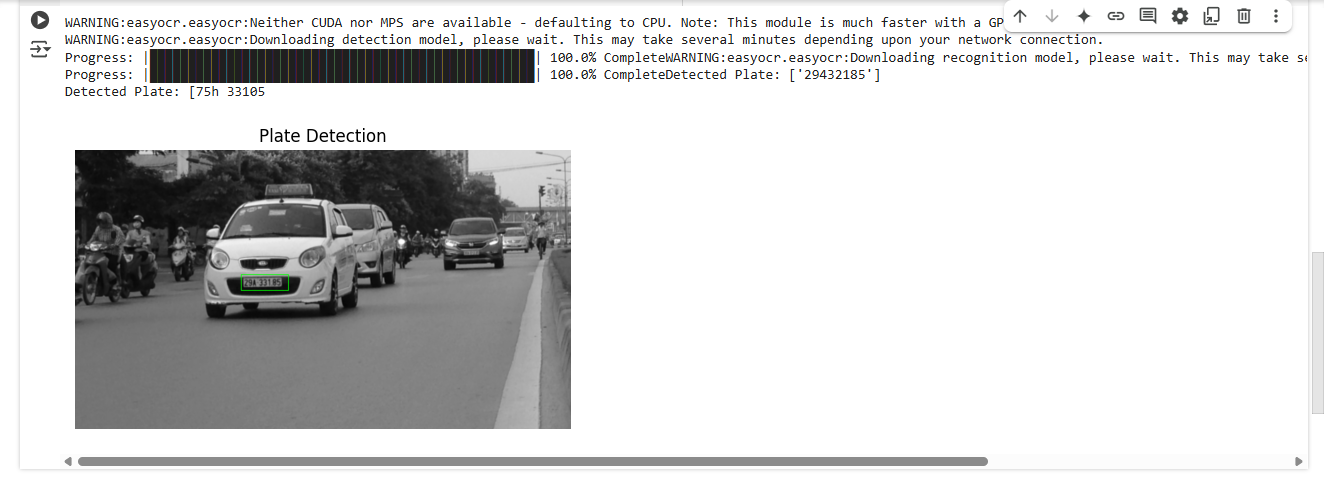 WARNING:easyocr.easyocr:Neither CUDA nor MPS are available - defaulting to CPU. Note: This module is much faster with a GP
WARNING:easyocr.easyocr:Downloading detection model, please wait. This may take several minutes depending upon your network connection.
Progress: || 100.0% CompleteWARNING:easyocr.easyocr:Downloading recognition model, please wait. This may take se
Progress: || 100.0% CompleteDetected Plate: ['29432185']
Detected Plate: [75h 33105
Plate Detection
29A 33185